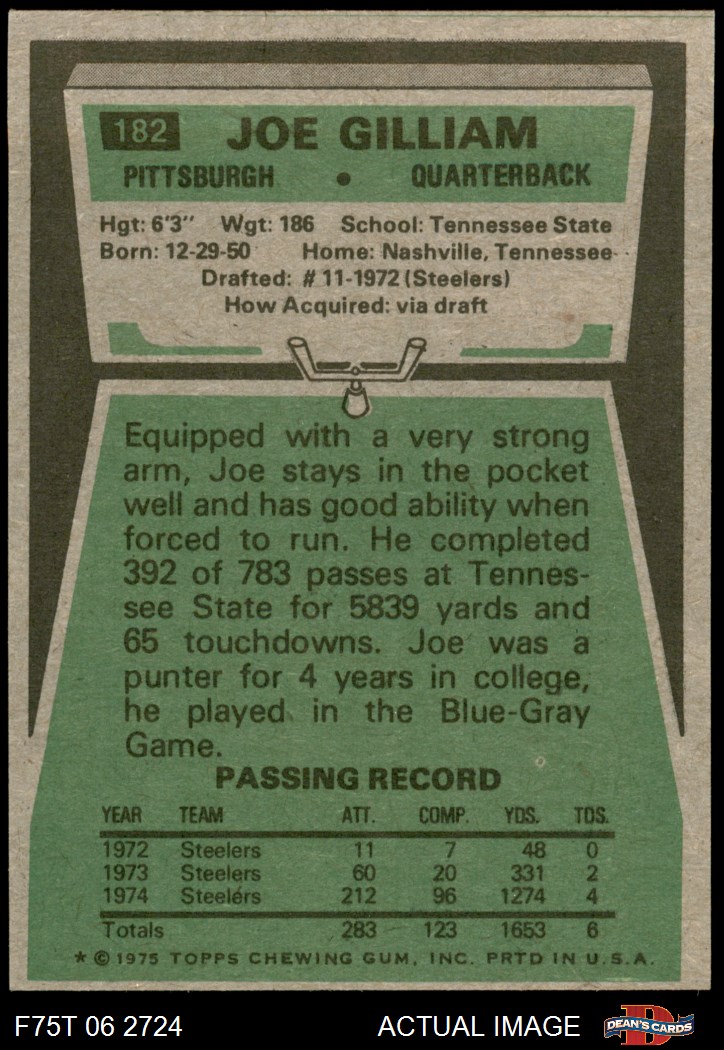 182 JOE GILLIAM
PITTSBURGH • QUARTERBACK
Hgt: 6'3" Wgt: 186 School: Tennessee State
Born: 12-29-50 Home: Nashville, Tennessee
Drafted: #11-1972 (Steelers)
How Acquired: via draft
Equipped with a very strong
arm, Joe stays in the pocket
well and has good ability when
forced to run. He completed
392 of 783 passes at Tennes-
see State for 5839 yards and
65 touchdowns. Joe was a
punter for 4 years in college,
he played in the Blue-Gray
Game.
PASSING RECORD
YEAR TEAM ATT. COMP. YDS. TDS.
1972 Steelers 11 7 48 0
1973 Steelers 60 20 331 2
1974 Steelers 212 96 1274 4
Totals 283 123 1653 6
* © 1975 TOPPS CHEWING GUM, INC. PRTD IN U.S.A.
F75T 06 2724 ACTUAL IMAGE D DEAN'S CARDS